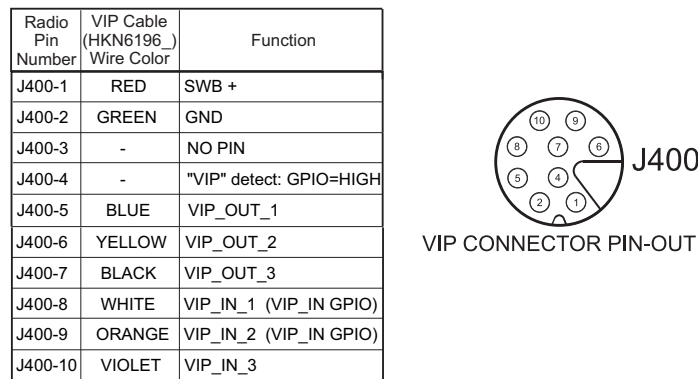 Radio Pin Number VIP Cable (HKN6196_) Wire Color Function
J400-1 RED SWB +
J400-2 GREEN GND
J400-3 - NO PIN
J400-4 - "VIP" detect: GPIO=HIGH
J400-5 BLUE VIP_OUT_1
J400-6 YELLOW VIP_OUT_2
J400-7 BLACK VIP_OUT_3
J400-8 WHITE VIP_IN_1 (VIP_IN GPIO)
J400-9 ORANGE VIP_IN_2 (VIP_IN GPIO)
J400-10 VIOLET VIP_IN_3
10 9
8 7 6
J400
5 4
2 1
VIP CONNECTOR PIN-OUT